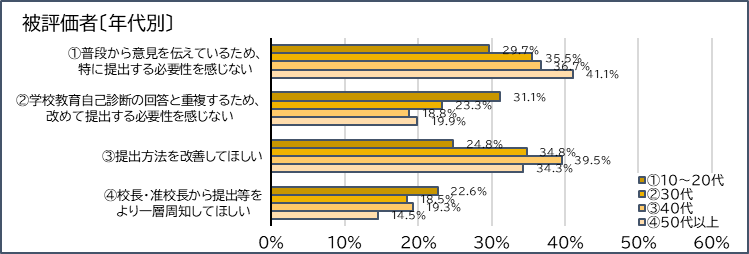 被評価者〔年代別〕
①普段から意見を伝えているため、
特に提出する必要性を感じない
29.7%
35.5%
36.7%
41.1%
②学校教育自己診断の回答と重複するため、
改めて提出する必要性を感じない
31.1%
23.3%
18.8%
19.9%
③提出方法を改善してほしい
24.8%
34.8%
39.5%
34.3%
④校長・准校長から提出等を
より一層周知してほしい
22.6%
18.5%
19.3%
14.5%
①10～20代
②30代
③40代
④50代以上
0% 10% 20% 30% 40% 50% 60%